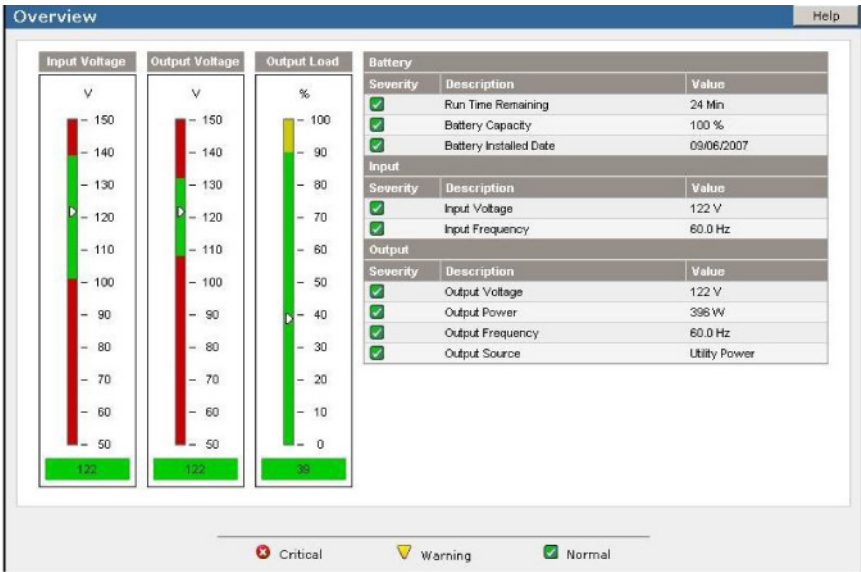 Overview
Help
Input Voltage
V
150
140
130
120
110
100
90
80
70
60
50
122
Output Voltage
V
150
140
130
120
110
100
90
80
70
60
50
122
Output Load
%
100
90
80
70
60
50
40
30
20
10
0
39
Battery
Severity Description Value
Run Time Remaining 24 Min
Battery Capacity 100 %
Battery Installed Date 09/06/2007
Input
Severity Description Value
Input Voltage 122 V
Input Frequency 60.0 Hz
Output
Severity Description Value
Output Voltage 122 V
Output Power 396 W
Output Frequency 60.0 Hz
Output Source Utility Power
Critical Warning Normal